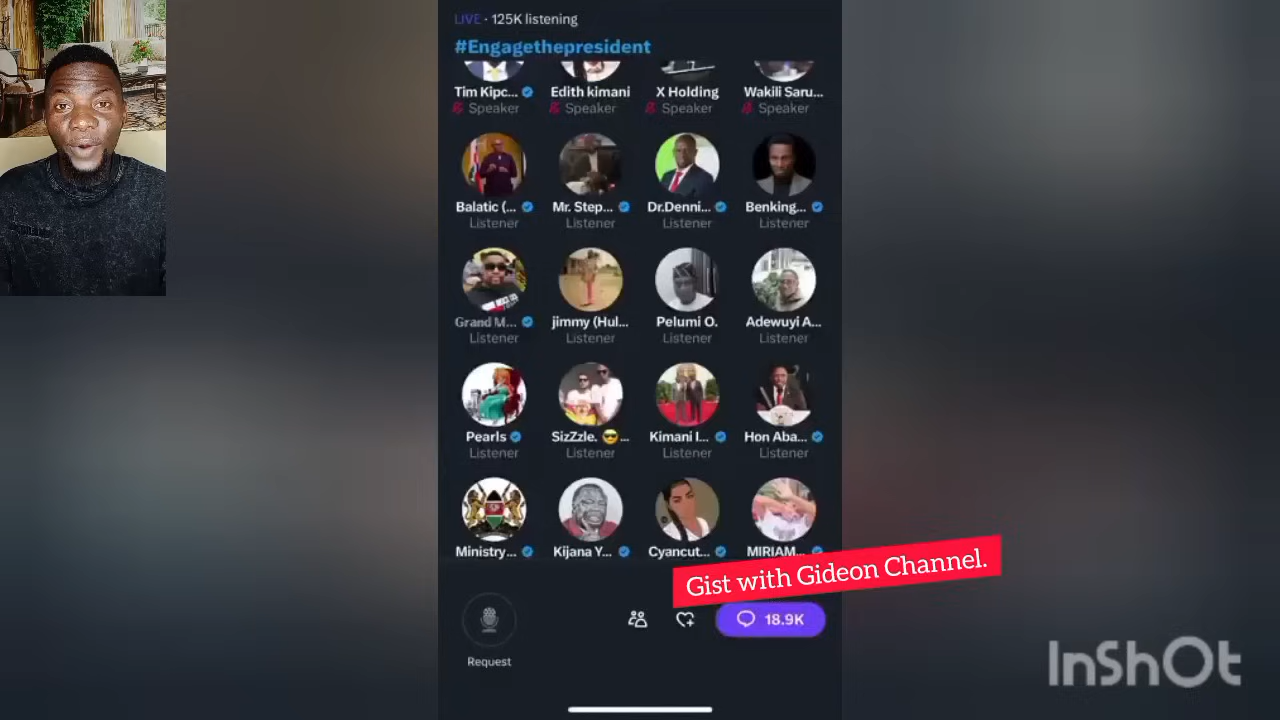 LIVE · 125K listening
#Engagethepresident
Tim Kipc... Edith kimani X Holding Wakili Saru...
Speaker Speaker Speaker Speaker
Balatic (... Mr. Step... Dr.Denni... Benking...
Listener Listener Listener Listener
Grand M... jimmy (Hul... Pelumi O. Adewuyi A...
Listener Listener Listener Listener
Pearls SizZzle. 😎... Kimani I... Hon Aba...
Listener Listener Listener Listener
Ministry... Kijana Y... Cyancut... MIRIAM...
Gist with Gideon Channel.
18.9K
Request
InShOt